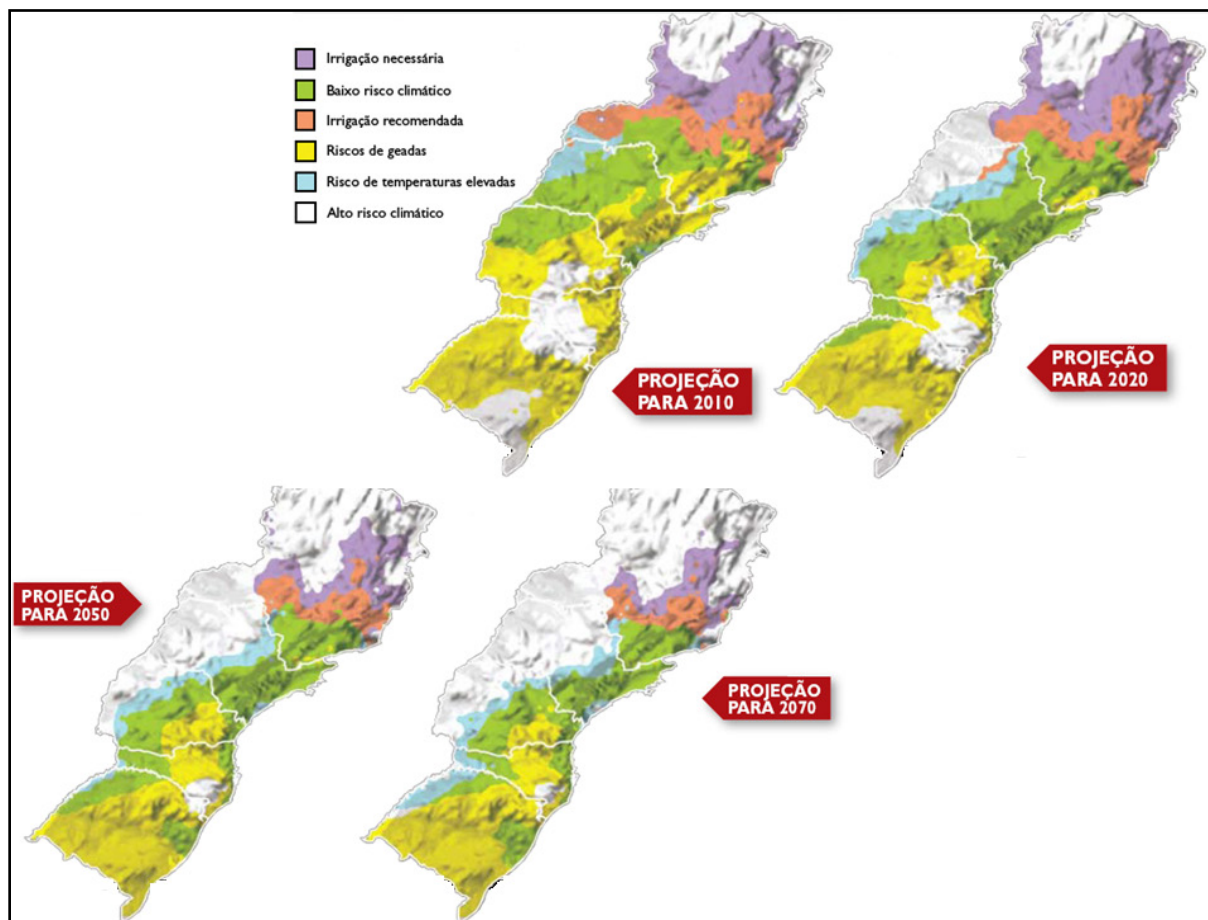 Irrigação necessária
Baixo risco climático
Irrigação recomendada
Riscos de geadas
Risco de temperaturas elevadas
Alto risco climático
PROJEÇÃO
PARA 2010
PROJEÇÃO
PARA 2020
PROJEÇÃO
PARA 2050
PROJEÇÃO
PARA 2070